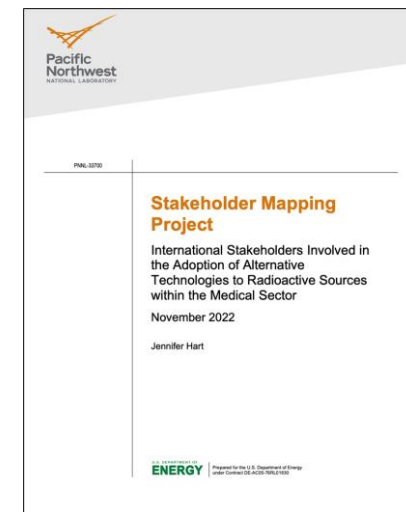 Pacific
Northwest
NATIONAL LABORATORY
PNNL-33700
Stakeholder Mapping
Project
International Stakeholders Involved in
the Adoption of Alternative
Technologies to Radioactive Sources
within the Medical Sector
November 2022
Jennifer Hart
U.S. DEPARTMENT OF
ENERGY
Prepared for the U.S. Department of Energy
under Contract DE-AC05-76RL01830